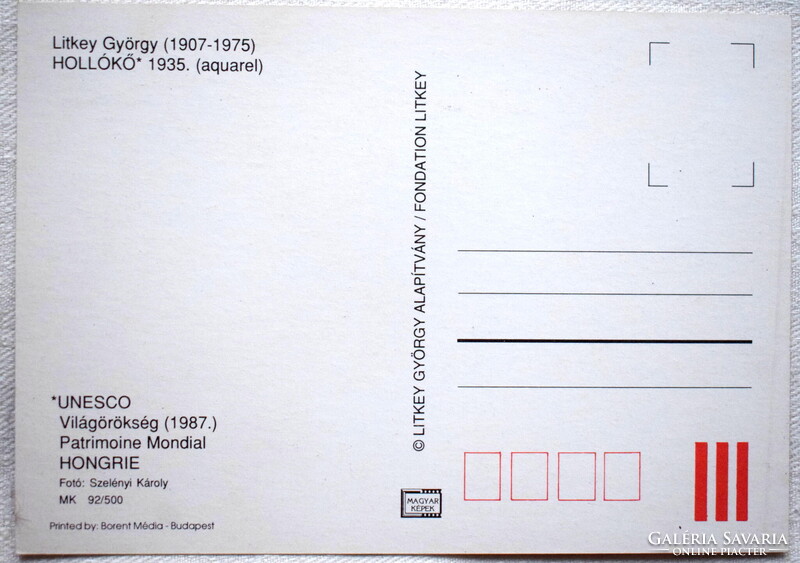 Litkey György (1907-1975)
HOLLÓKŐ* 1935. (aquarel)
*UNESCO
Világörökség (1987.)
Patrimoine Mondial
HONGRIE
Fotó: Szelényi Károly
MK 92/500
Printed by: Borent Média - Budapest
© LITKEY GYÖRGY ALAPÍTVÁNY / FONDATION LITKEY
MAGYAR
KÉPEK
GALÉRIA SAVARIA
ONLINE PIACTÉR